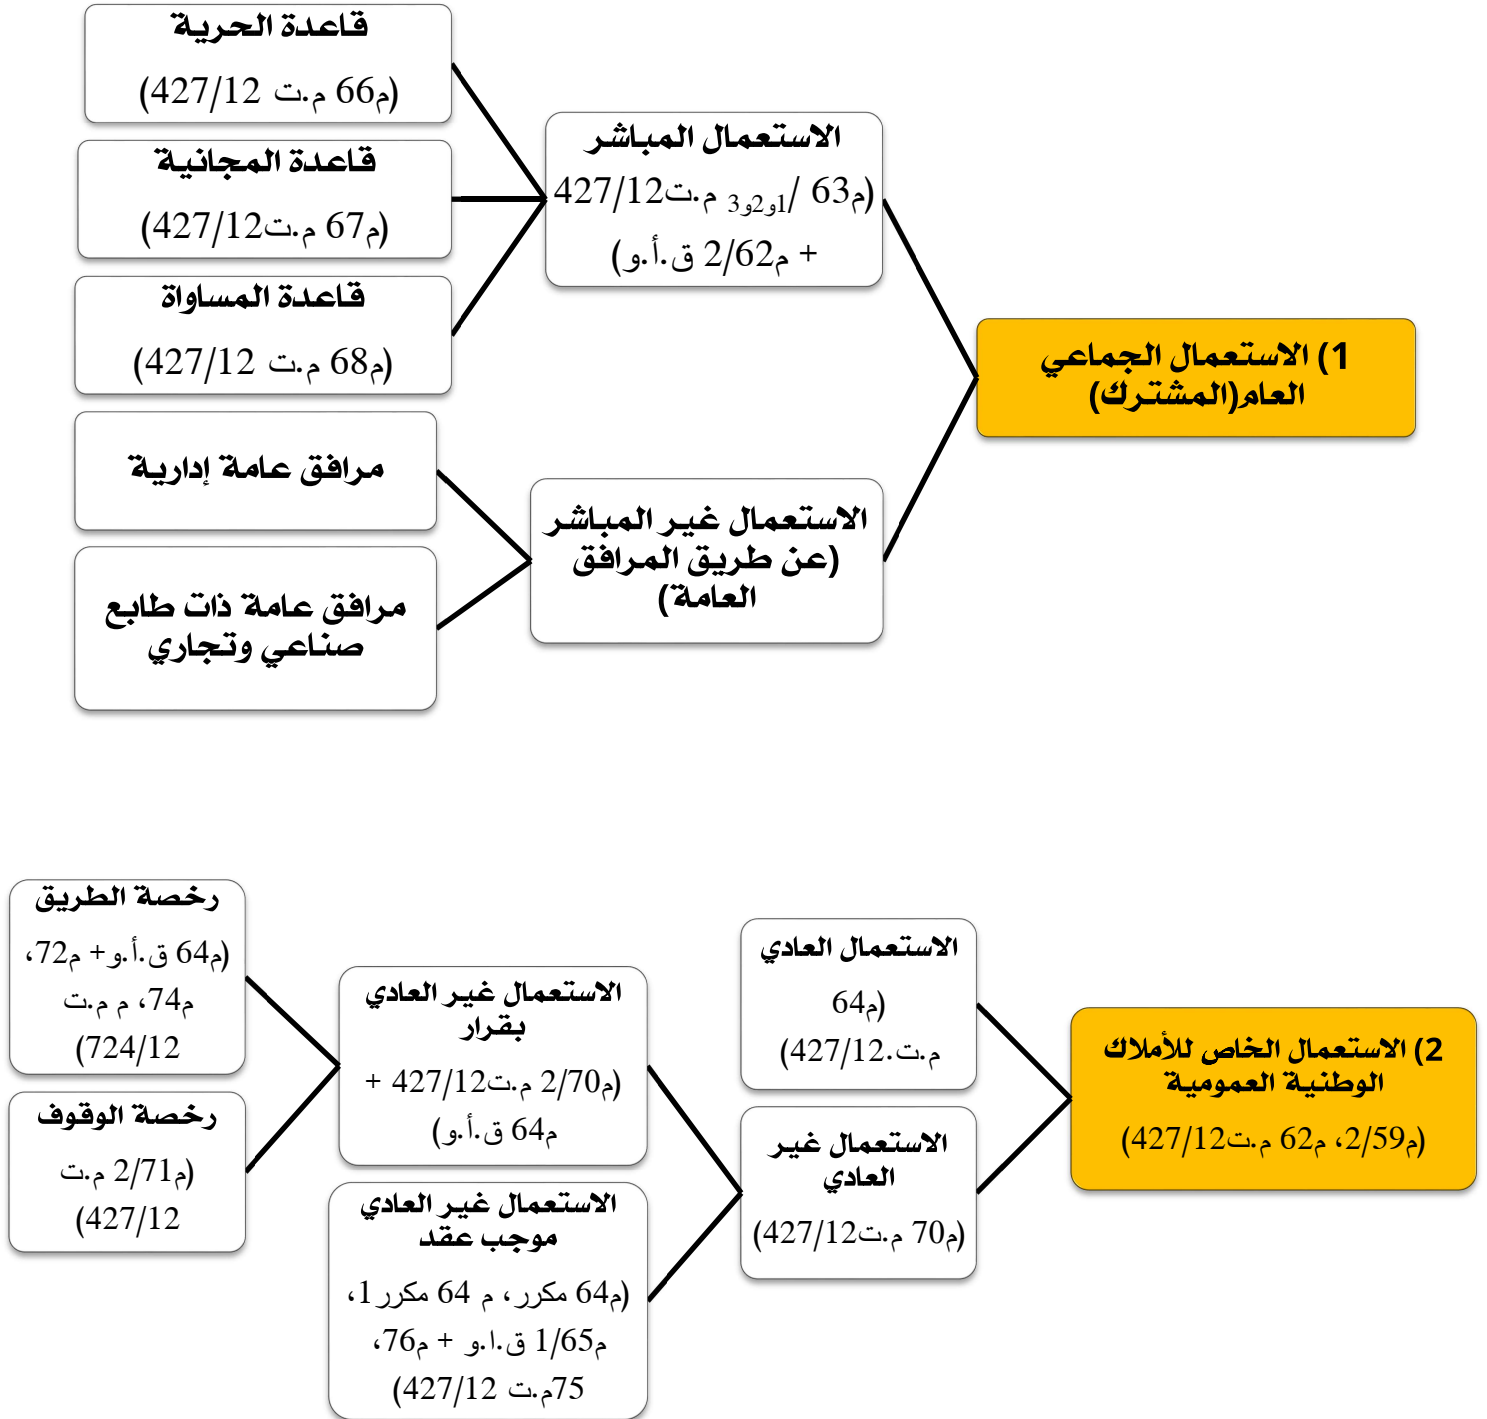 1) الاستعمال الجماعي
العام(المشترك)
الاستعمال المباشر
(م63 /1و2و3 م.ت427/12
+ م2/62 ق.أ.و)
قاعدة الحرية
(م66 م.ت 427/12)
قاعدة المجانية
(م67 م.ت427/12)
قاعدة المساواة
(م68 م.ت 427/12)
الاستعمال غير المباشر
(عن طريق المرافق
العامة)
مرافق عامة إدارية
مرافق عامة ذات طابع
صناعي وتجاري
2) الاستعمال الخاص للأملاك
الوطنية العمومية
(م2/59، م62 م.ت427/12)
الاستعمال العادي
(م64
م.ت.427/12)
الاستعمال غير
العادي
(م70 م.ت427/12)
الاستعمال غير العادي
بقرار
(م2/70 م.ت427/12 +
م64 ق.أ.و)
رخصة الطريق
(م64 ق.أ.و+ م72،
م74، م م.ت
724/12)
رخصة الوقوف
(م2/71 م.ت
427/12)
الاستعمال غير العادي
موجب عقد
(م64 مكرر، م 64 مكرر1،
م1/65 ق.ا.و + م76،
75م.ت 427/12)